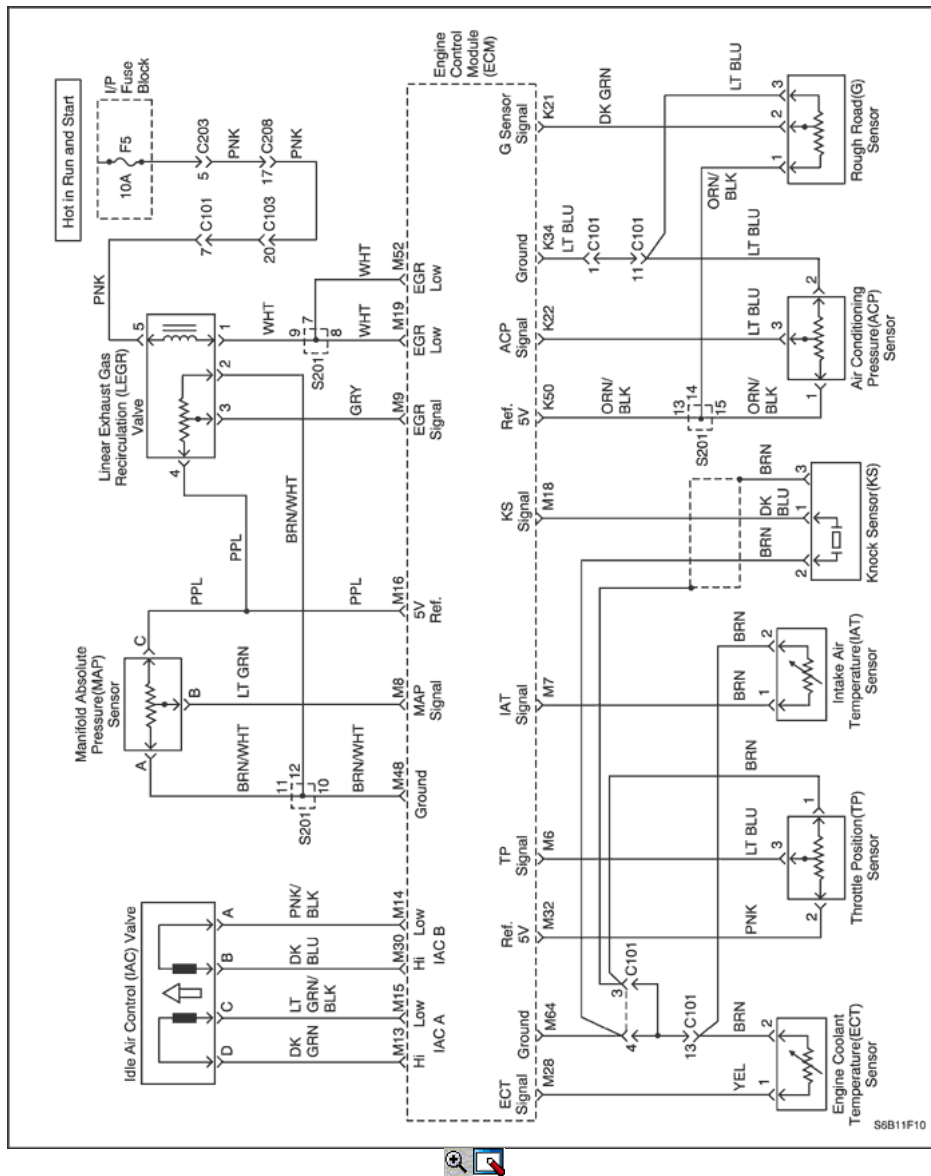 Hot in Run and Start
I/P
Fuse
Block
F5
10A
5
C203
PNK
17
C208
PNK
7
C101
20
C103
PNK
Linear Exhaust Gas
Recirculation (LEGR)
Valve
5
4
3
2
1
WHT
S201
9
7
8
WHT
WHT
GRY
BRN/WHT
PPL
Manifold Absolute
Pressure(MAP)
Sensor
A
B
C
PPL
PPL
LT GRN
BRN/WHT
BRN/WHT
S201
11
12
10
Idle Air Control (IAC) Valve
D
C
B
A
DK
GRN
LT
GRN/
BLK
DK
BLU
PNK/
BLK
Engine
Control
Module
(ECM)
M13
M15
M30
M14
M48
M8
M16
M9
M19
M52
Hi
Low
Hi
Low
IAC A
IAC B
Ground
MAP
Signal
5V
Ref.
EGR
Signal
EGR
Low
EGR
Low
ECT
Signal
Ground
Ref.
5V
TP
Signal
IAT
Signal
KS
Signal
Ref.
5V
ACP
Signal
Ground
G Sensor
Signal
M28
M64
M32
M6
M7
M18
K50
K22
K34
K21
4
3
C101
13
C101
YEL
BRN
1
2
Engine Coolant
Temperature(ECT)
Sensor
PNK
LT BLU
BRN
2
3
1
Throttle Position(TP)
Sensor
BRN
BRN
1
2
Intake Air
Temperature(IAT)
Sensor
BRN
DK
BLU
BRN
2
1
3
Knock Sensor(KS)
ORN/
BLK
S201
13
14
15
ORN/
BLK
LT BLU
LT BLU
1
3
2
Air Conditioning
Pressure(ACP)
Sensor
LT BLU
1
C101
11
C101
ORN/
BLK
DK GRN
LT BLU
1
2
3
Rough Road(G)
Sensor
S6B11F10